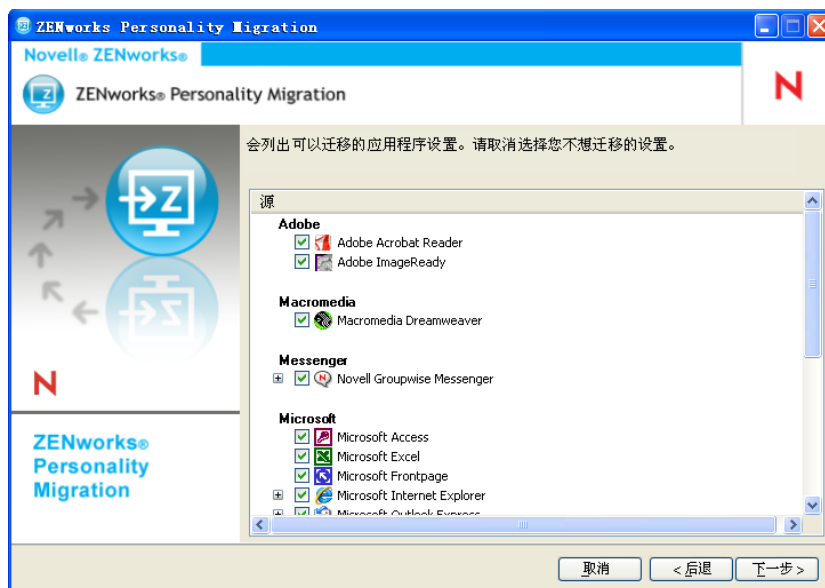 ZENworks Personality Migration
Novell® ZENworks®
ZENworks® Personality Migration
N
会列出可以迁移的应用程序设置。请取消选择您不想迁移的设置。
源
Adobe
Adobe Acrobat Reader
Adobe ImageReady
Macromedia
Macromedia Dreamweaver
Messenger
Novell Groupwise Messenger
Microsoft
Microsoft Access
Microsoft Excel
Microsoft Frontpage
Microsoft Internet Explorer
Microsoft Outlook Express
Z
N
ZENworks®
Personality
Migration
取消
<后退
下一步>